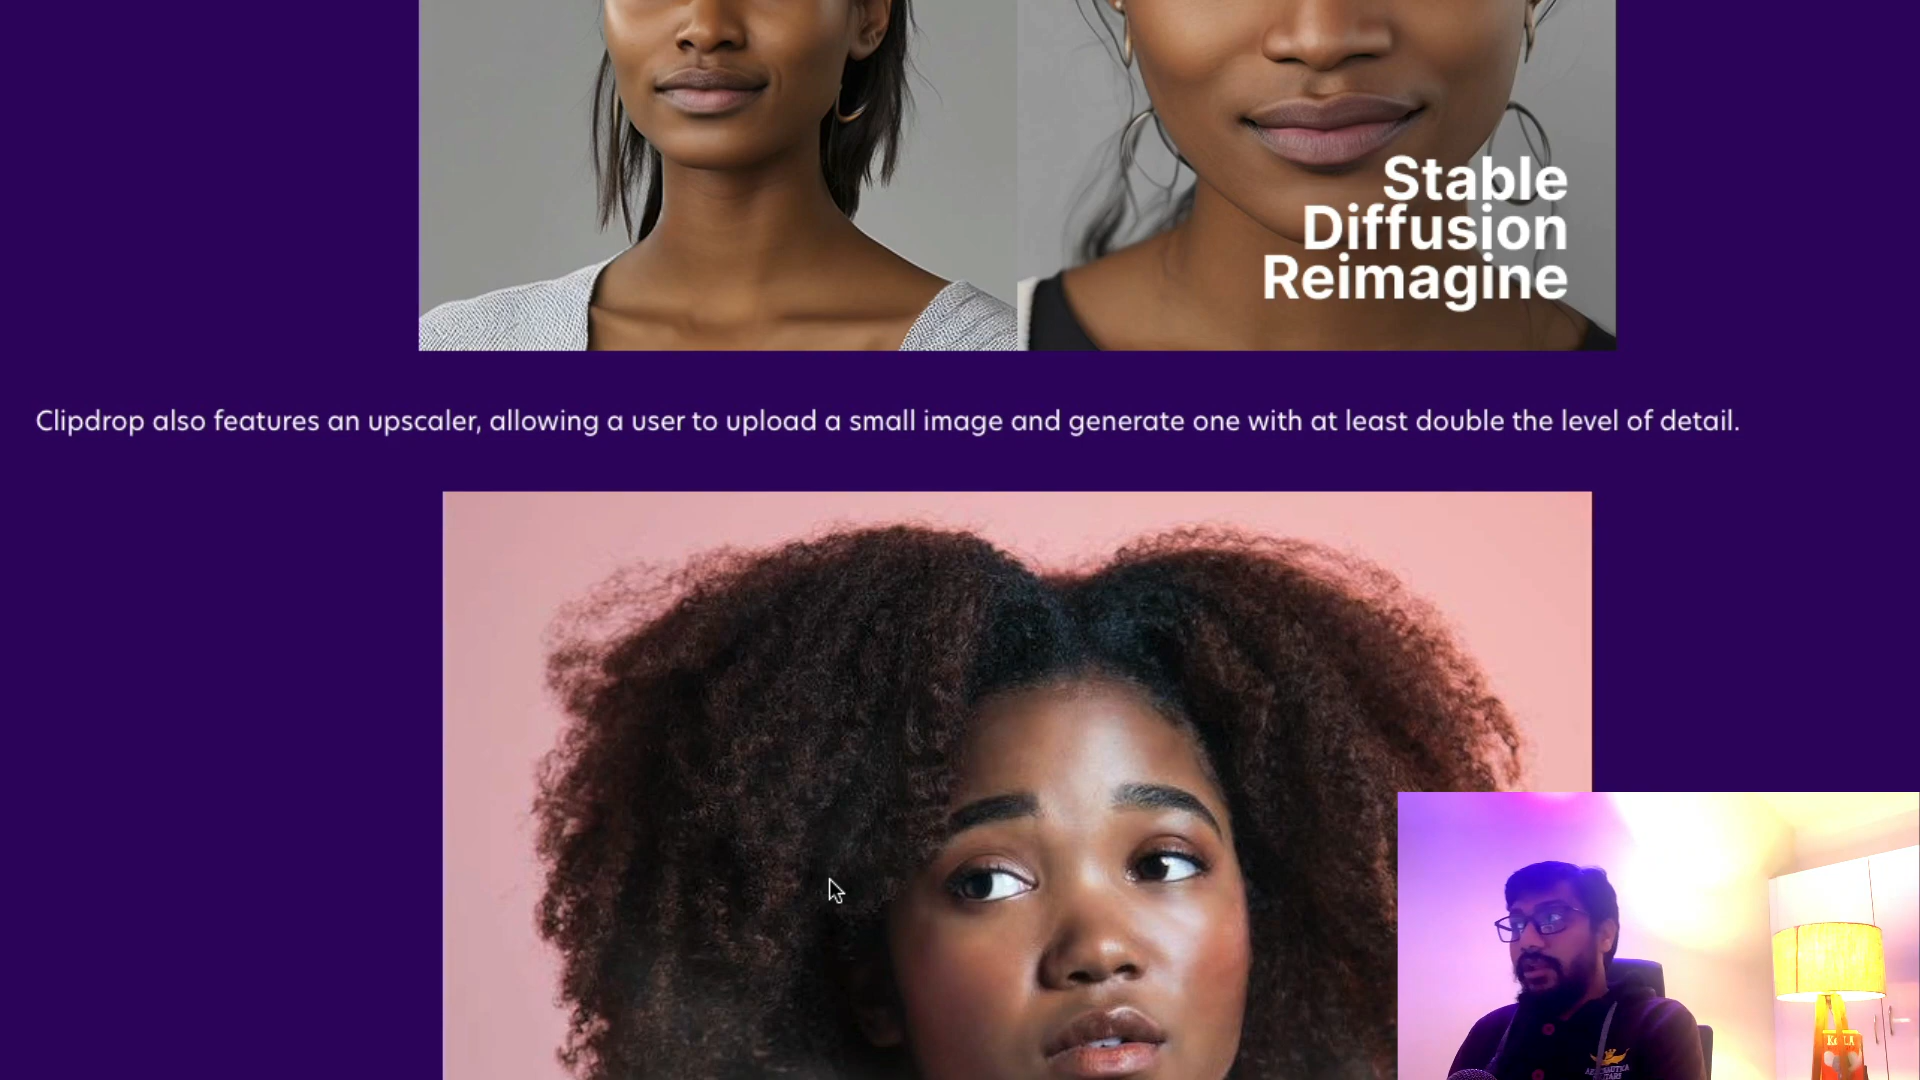 Stable
Diffusion
Reimagine
Clipdrop also features an upscaler, allowing a user to upload a small image and generate one with at least double the level of detail.